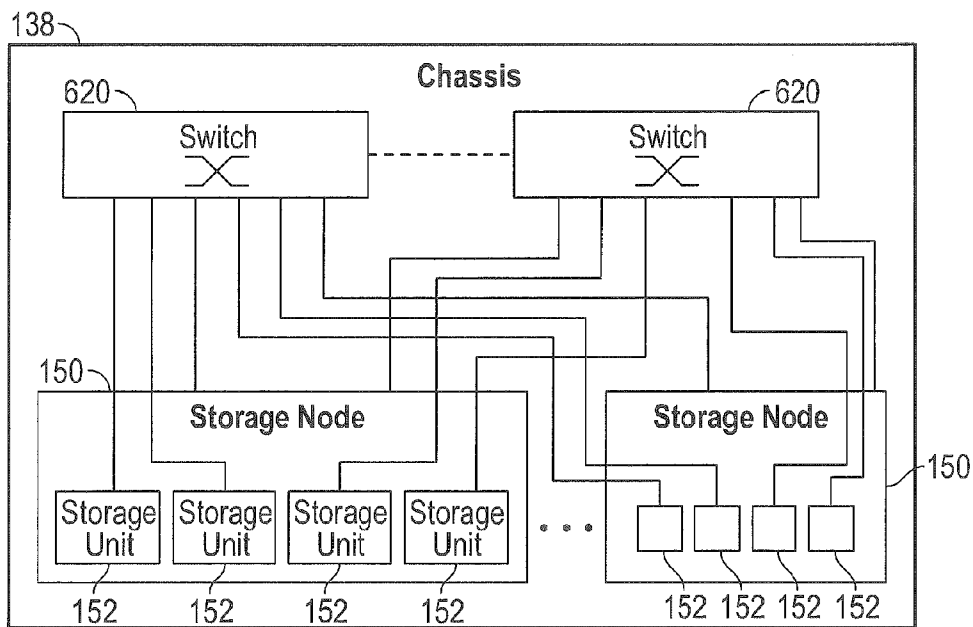 138
Chassis
620
620
Switch
Switch
150
Storage Node
Storage Node
150
Storage Unit
Storage Unit
Storage Unit
Storage Unit
152
152
152
152
152
152
152
152